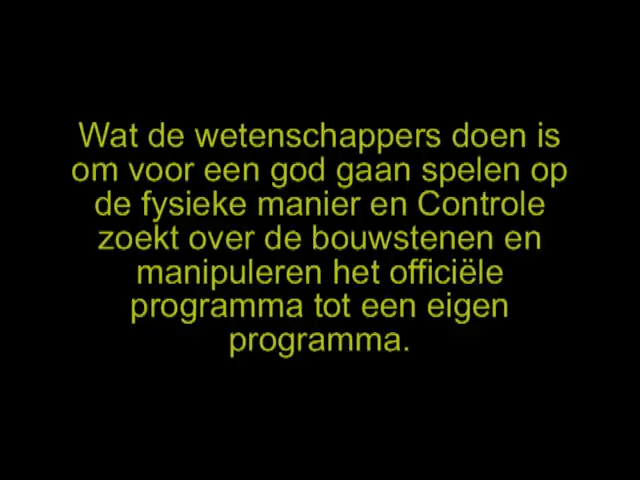 Wat de wetenschappers doen is
om voor een god gaan spelen op
de fysieke manier en Controle
zoekt over de bouwstenen en
manipuleren het officiële
programma tot een eigen
programma.